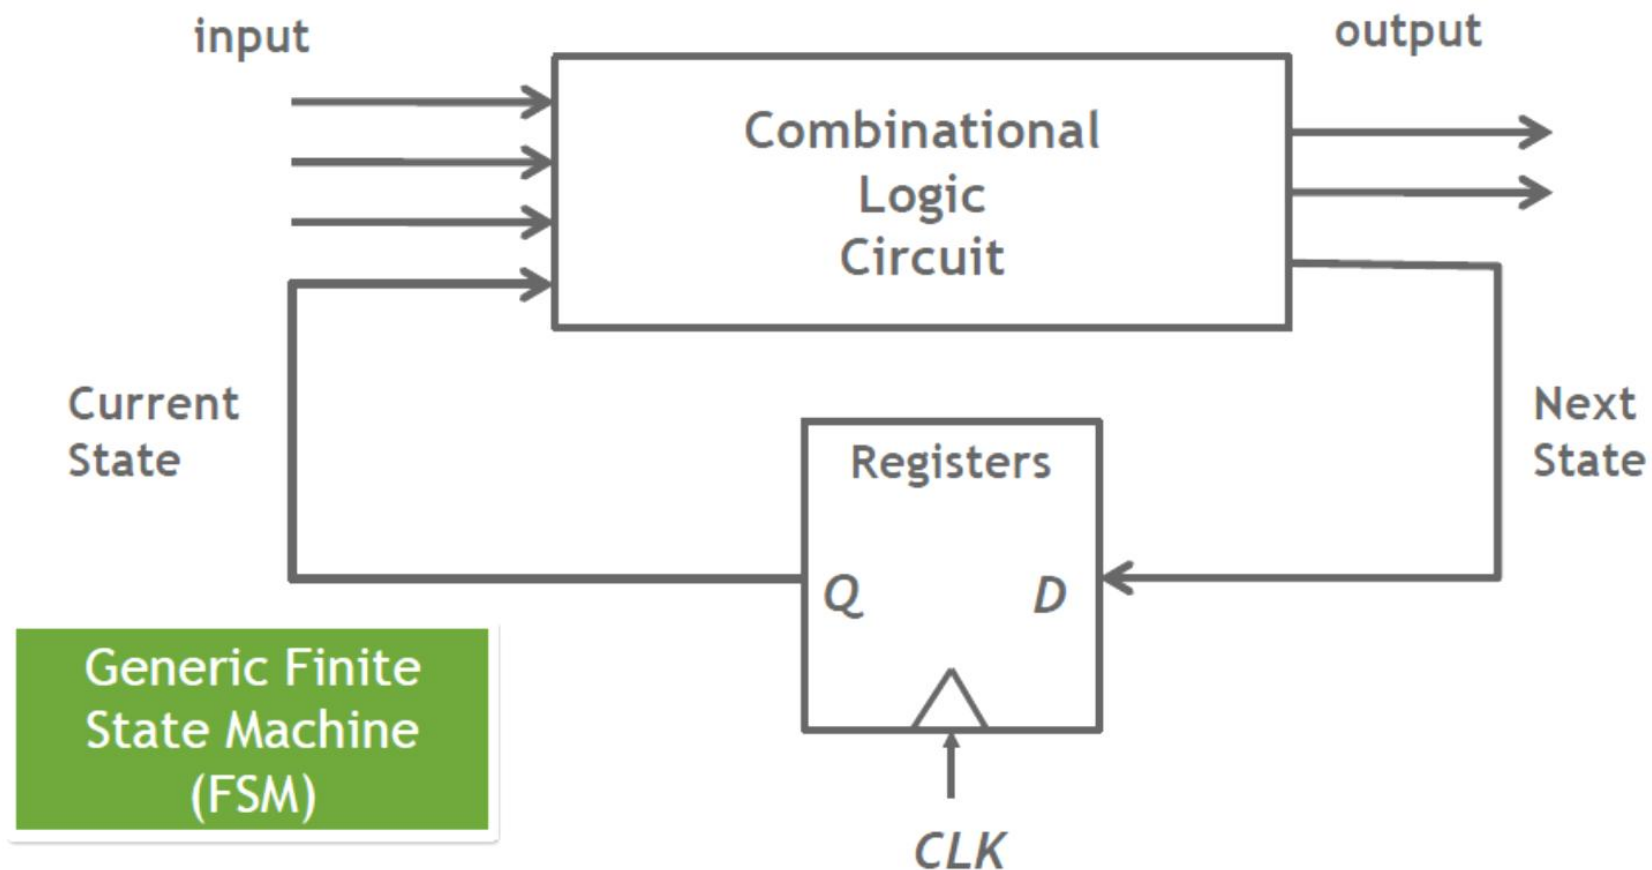 input
output
Combinational
Logic
Circuit
Current
State
Next
State
Registers
Q
D
Generic Finite
State Machine
(FSM)
CLK